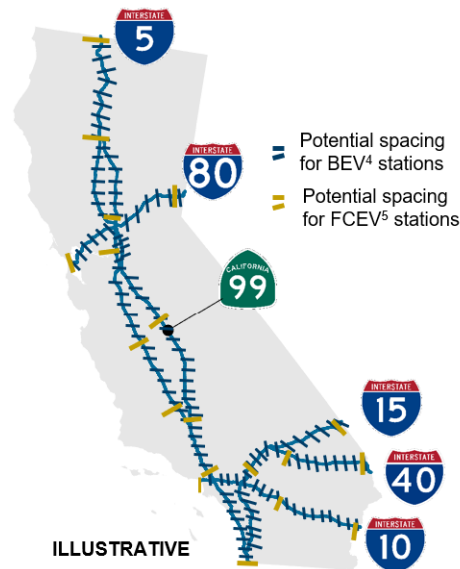 INTERSTATE
5
INTERSTATE
80
Potential spacing
for BEV⁴ stations
Potential spacing
for FCEV⁵ stations
CALIFORNIA
99
INTERSTATE
15
INTERSTATE
40
INTERSTATE
10
ILLUSTRATIVE